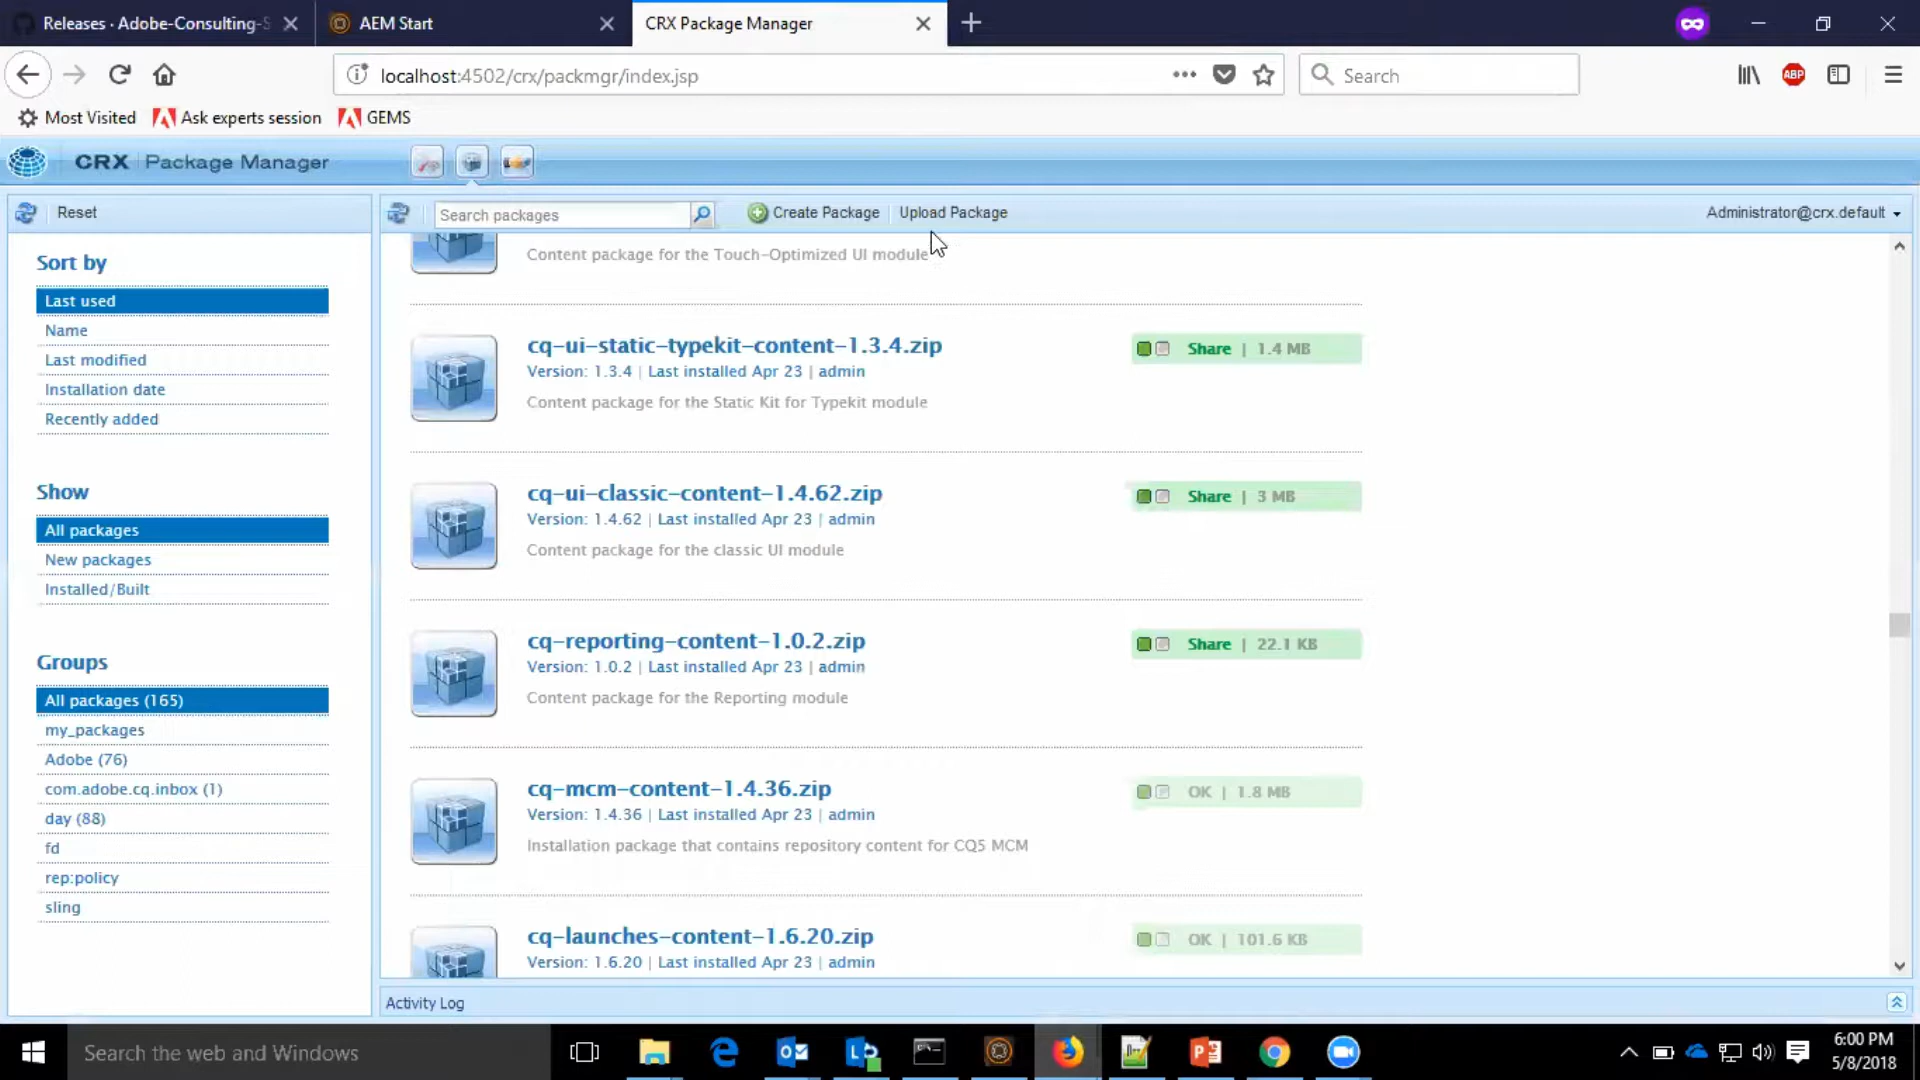 Releases · Adobe-Consulting-S
AEM Start
CRX Package Manager
localhost:4502/crx/packmgr/index.jsp
Search
ABP
Most Visited
Ask experts session
GEMS
CRX Package Manager
Reset
Search packages
Create Package
Upload Package
Administrator@crx.default
Sort by
Last used
Name
Last modified
Installation date
Recently added
Show
All packages
New packages
Installed/Built
Groups
All packages (165)
my_packages
Adobe (76)
com.adobe.cq.inbox (1)
day (88)
fd
rep:policy
sling
Content package for the Touch-Optimized UI module
cq-ui-static-typekit-content-1.3.4.zip
Version: 1.3.4 | Last installed Apr 23 | admin
Content package for the Static Kit for Typekit module
Share | 1.4 MB
cq-ui-classic-content-1.4.62.zip
Version: 1.4.62 | Last installed Apr 23 | admin
Content package for the classic UI module
Share | 3 MB
cq-reporting-content-1.0.2.zip
Version: 1.0.2 | Last installed Apr 23 | admin
Content package for the Reporting module
Share | 22.1 KB
cq-mcm-content-1.4.36.zip
Version: 1.4.36 | Last installed Apr 23 | admin
Installation package that contains repository content for CQ5 MCM
OK | 1.8 MB
cq-launches-content-1.6.20.zip
Version: 1.6.20 | Last installed Apr 23 | admin
OK | 101.6 KB
Activity Log
Search the web and Windows
6:00 PM
5/8/2018